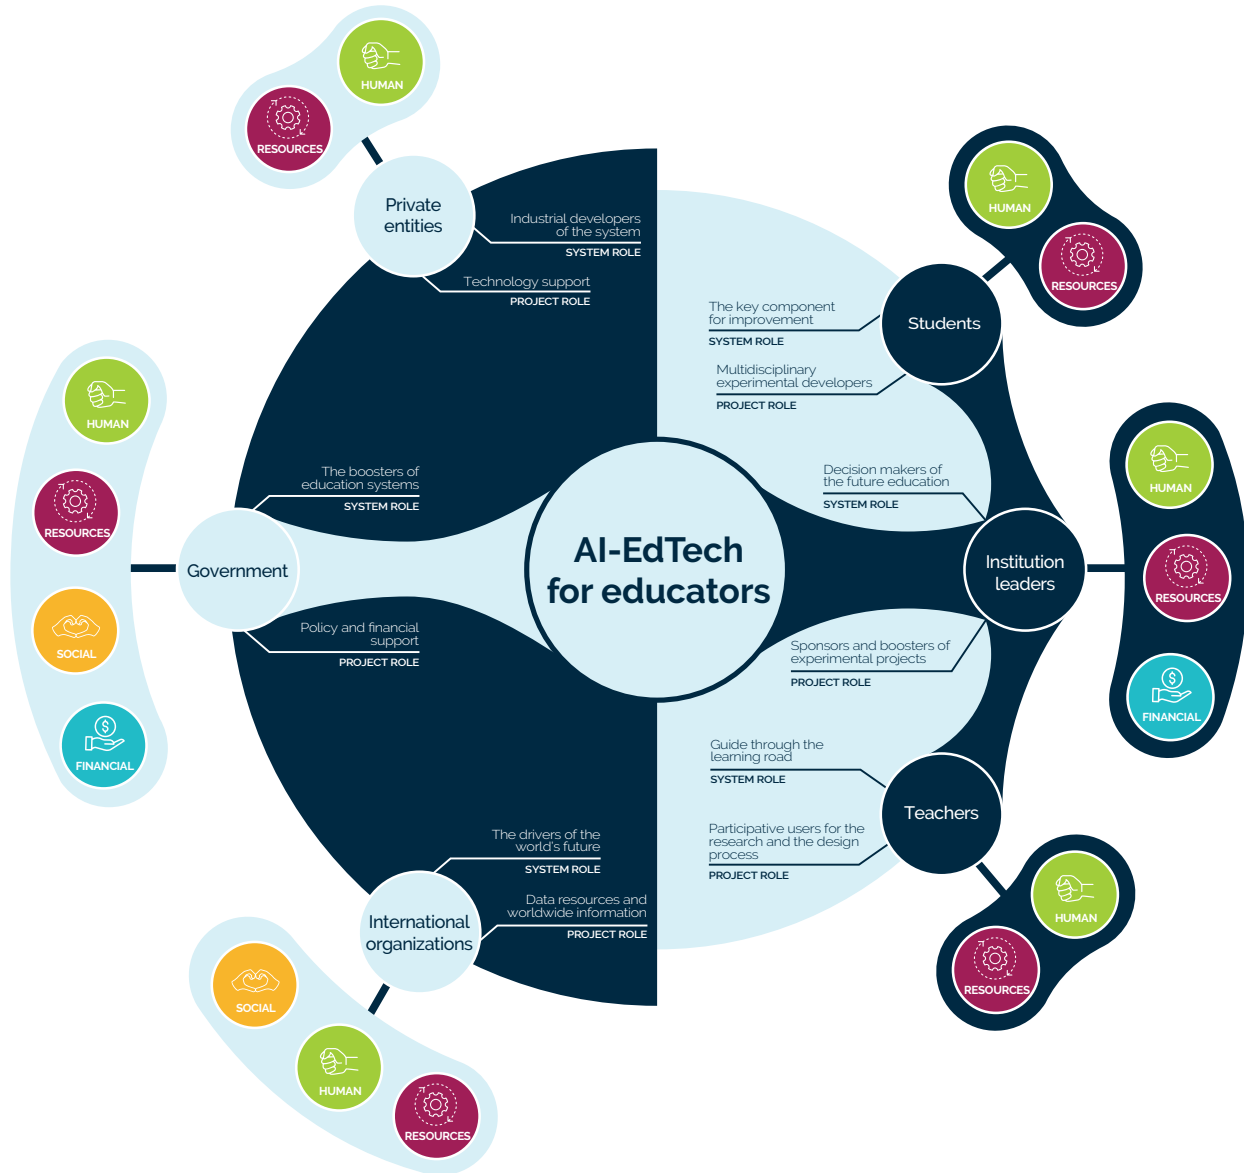 HUMAN
RESOURCES
Private
entities
Industrial developers
of the system
SYSTEM ROLE
Technology support
PROJECT ROLE
HUMAN
RESOURCES
Students
The key component
for improvement
SYSTEM ROLE
Multidisciplinary
experimental developers
PROJECT ROLE
HUMAN
RESOURCES
SOCIAL
FINANCIAL
Government
The boosters of
education systems
SYSTEM ROLE
Policy and financial
support
PROJECT ROLE
AI-EdTech
for educators
Decision makers of
the future education
SYSTEM ROLE
Institution
leaders
Sponsors and boosters of
experimental projects
PROJECT ROLE
HUMAN
RESOURCES
FINANCIAL
Guide through the
learning road
SYSTEM ROLE
Teachers
Participative users for the
research and the design
process
PROJECT ROLE
HUMAN
RESOURCES
The drivers of the
world's future
SYSTEM ROLE
International
organizations
Data resources and
worldwide information
PROJECT ROLE
SOCIAL
HUMAN
RESOURCES